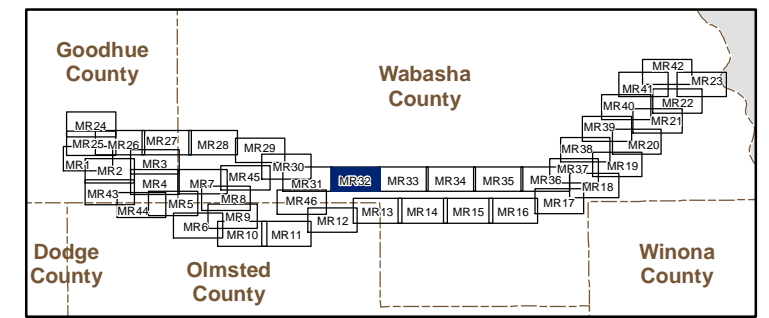 Goodhue
County
Wabasha
County
MR42
MR41
MR23
MR40
MR22
MR24
MR39
MR21
MR25
MR26
MR27
MR28
MR29
MR38
MR20
MR1
MR2
MR3
MR30
MR37
MR19
MR43
MR4
MR7
MR45
MR31
MR32
MR33
MR34
MR35
MR36
MR18
MR44
MR5
MR8
MR46
MR17
MR6
MR9
MR12
MR13
MR14
MR15
MR16
MR10
MR11
Dodge
County
Olmsted
County
Winona
County